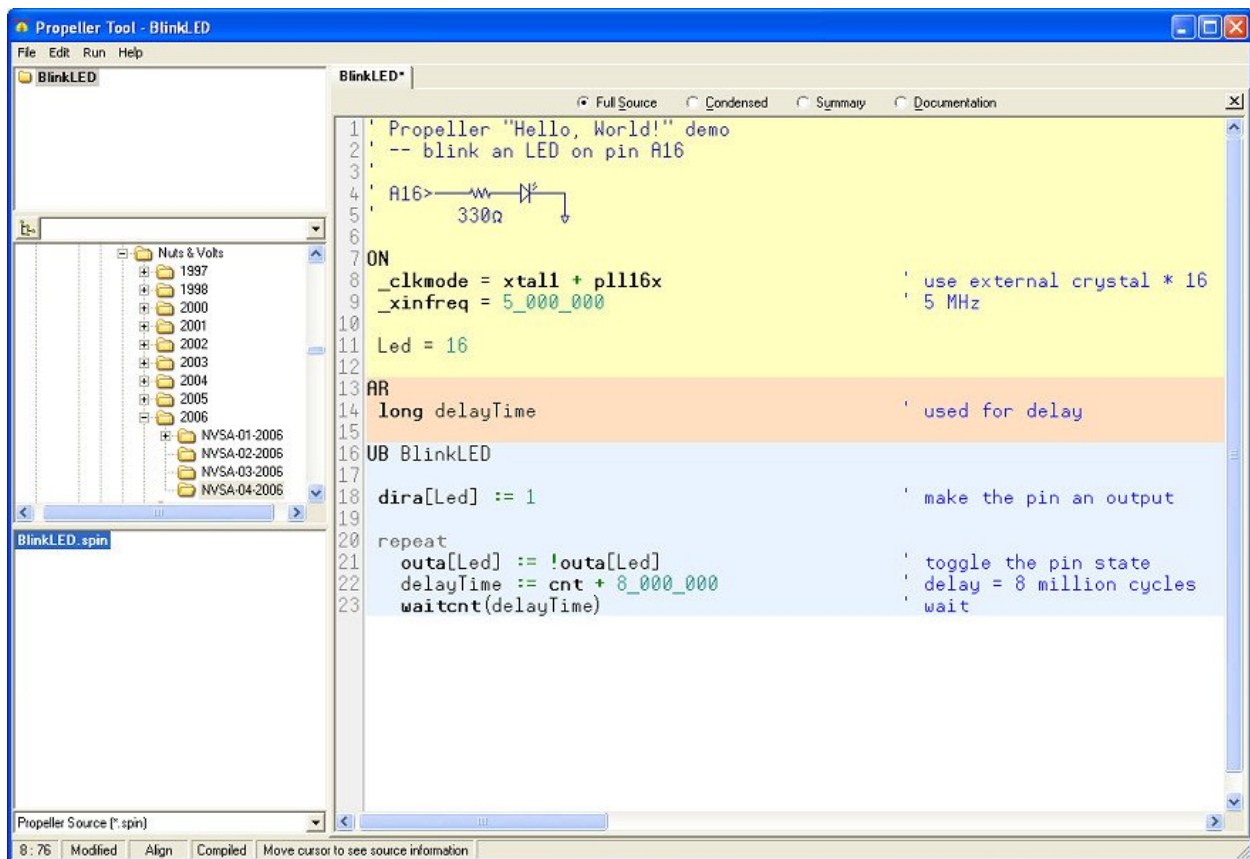 Propeller Tool - BlinkLED
File Edit Run Help
BlinkLED
Nuts & Volts
1997
1998
2000
2001
2002
2003
2004
2005
2006
NVSA-01-2006
NVSA-02-2006
NVSA-03-2006
NVSA-04-2006
BlinkLED.spin
Propeller Source (*.spin)
BlinkLED*
Full Source Condensed Summary Documentation
1 ' Propeller "Hello, World!" demo
2 ' -- blink an LED on pin A16
3 '
4 ' A16>
5 ' 330Ω
6
7 ON
8 _clkmode = xtal1 + pll16x ' use external crystal * 16
9 _xinfreq = 5_000_000 ' 5 MHz
10
11 Led = 16
12
13 AR
14 long delayTime ' used for delay
15
16 UB BlinkLED
17
18 dira[Led] := 1 ' make the pin an output
19
20 repeat
21 outa[Led] := !outa[Led] ' toggle the pin state
22 delayTime := cnt + 8_000_000 ' delay = 8 million cycles
23 waitcnt(delayTime) ' wait
8 : 76 Modified Align Compiled Move cursor to see source information